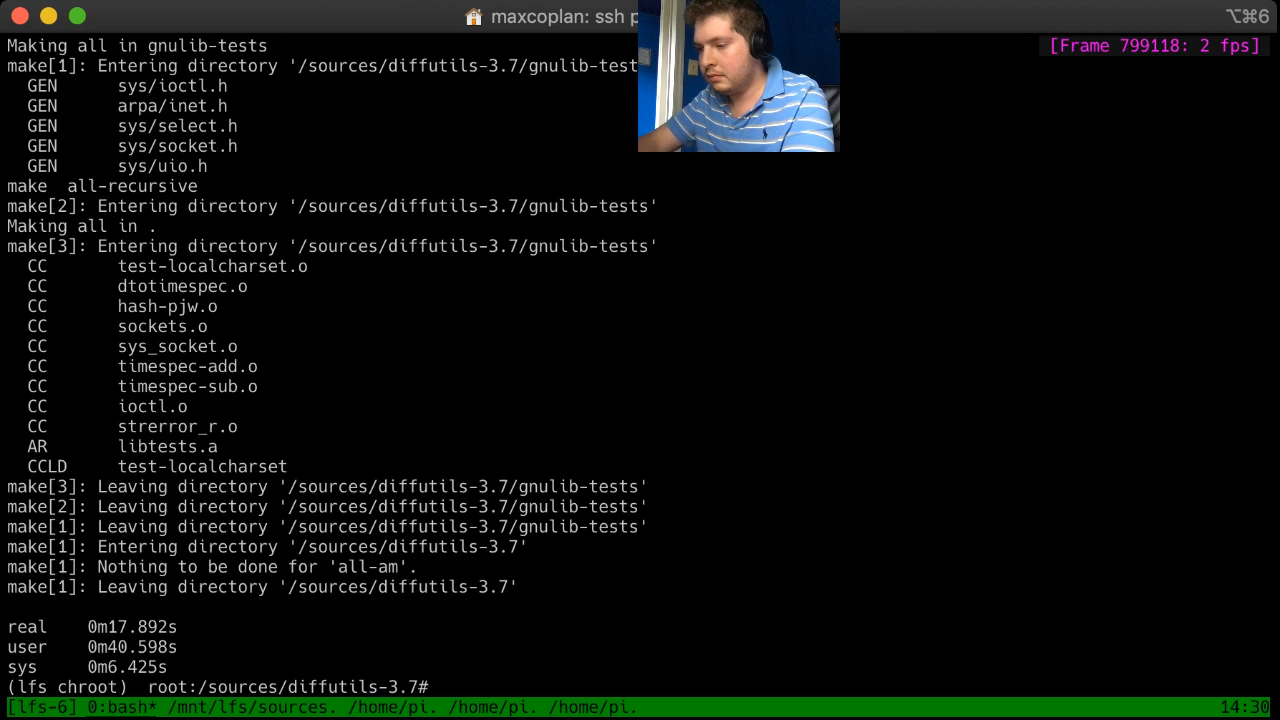 maxcoplan: ssh p
⌥⌘6
Making all in gnulib-tests
[Frame 799118: 2 fps]
make[1]: Entering directory '/sources/diffutils-3.7/gnulib-test
  GEN      sys/ioctl.h
  GEN      arpa/inet.h
  GEN      sys/select.h
  GEN      sys/socket.h
  GEN      sys/uio.h
make  all-recursive
make[2]: Entering directory '/sources/diffutils-3.7/gnulib-tests'
Making all in .
make[3]: Entering directory '/sources/diffutils-3.7/gnulib-tests'
  CC       test-localcharset.o
  CC       dtotimespec.o
  CC       hash-pjw.o
  CC       sockets.o
  CC       sys_socket.o
  CC       timespec-add.o
  CC       timespec-sub.o
  CC       ioctl.o
  CC       strerror_r.o
  AR       libtests.a
  CCLD     test-localcharset
make[3]: Leaving directory '/sources/diffutils-3.7/gnulib-tests'
make[2]: Leaving directory '/sources/diffutils-3.7/gnulib-tests'
make[1]: Leaving directory '/sources/diffutils-3.7/gnulib-tests'
make[1]: Entering directory '/sources/diffutils-3.7'
make[1]: Nothing to be done for 'all-am'.
make[1]: Leaving directory '/sources/diffutils-3.7'
real    0m17.892s
user    0m40.598s
sys     0m6.425s
(lfs chroot)  root:/sources/diffutils-3.7#
[lfs-6] 0:bash* /mnt/lfs/sources. /home/pi. /home/pi. /home/pi. 14:30